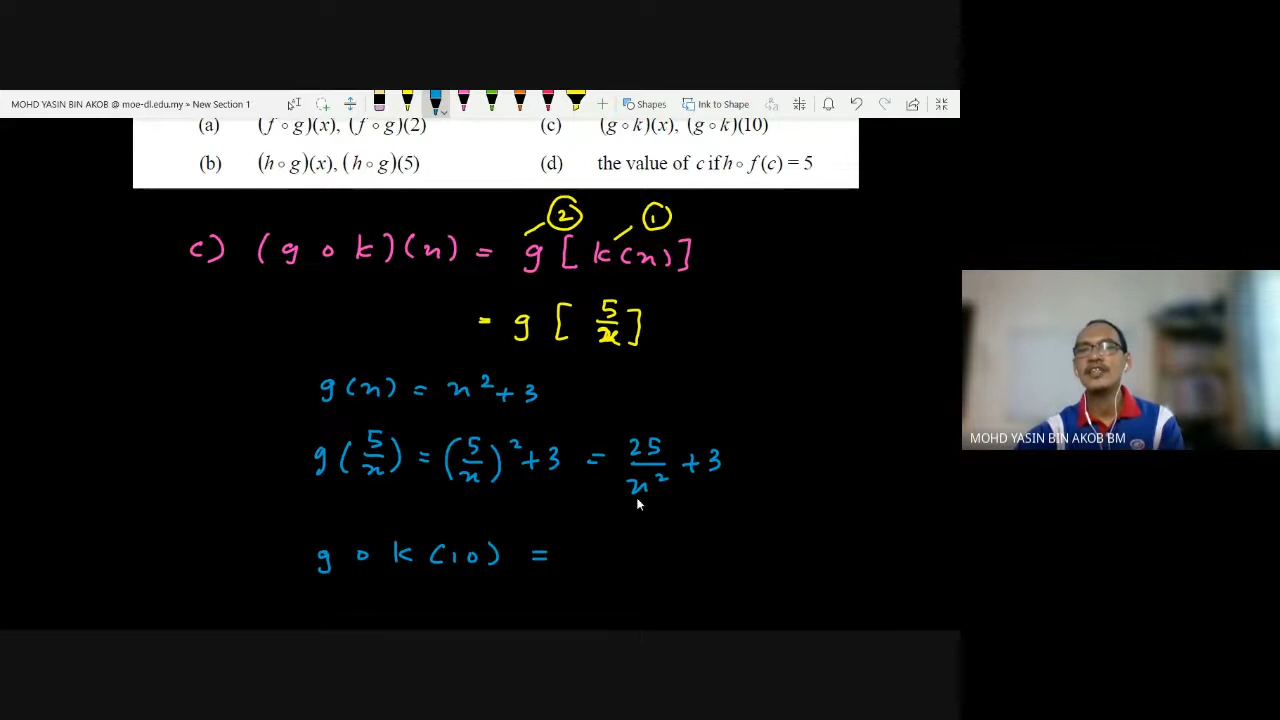 MOHD YASIN BIN AKOB @ moe-dl.edu.my » New Section 1
Shapes
Ink to Shape
(a) (f ∘ g)(x), (f ∘ g)(2)
(c) (g ∘ k)(x), (g ∘ k)(10)
(b) (h ∘ g)(x), (h ∘ g)(5)
(d) the value of c if h ∘ f(c) = 5
2 1
c) (g ∘ k)(x) = g[k(x)]
= g[5/x]
g(x) = x² + 3
g(5/x) = (5/x)² + 3 = 25/x² + 3
g ∘ k(10) =
MOHD YASIN BIN AKOB BM